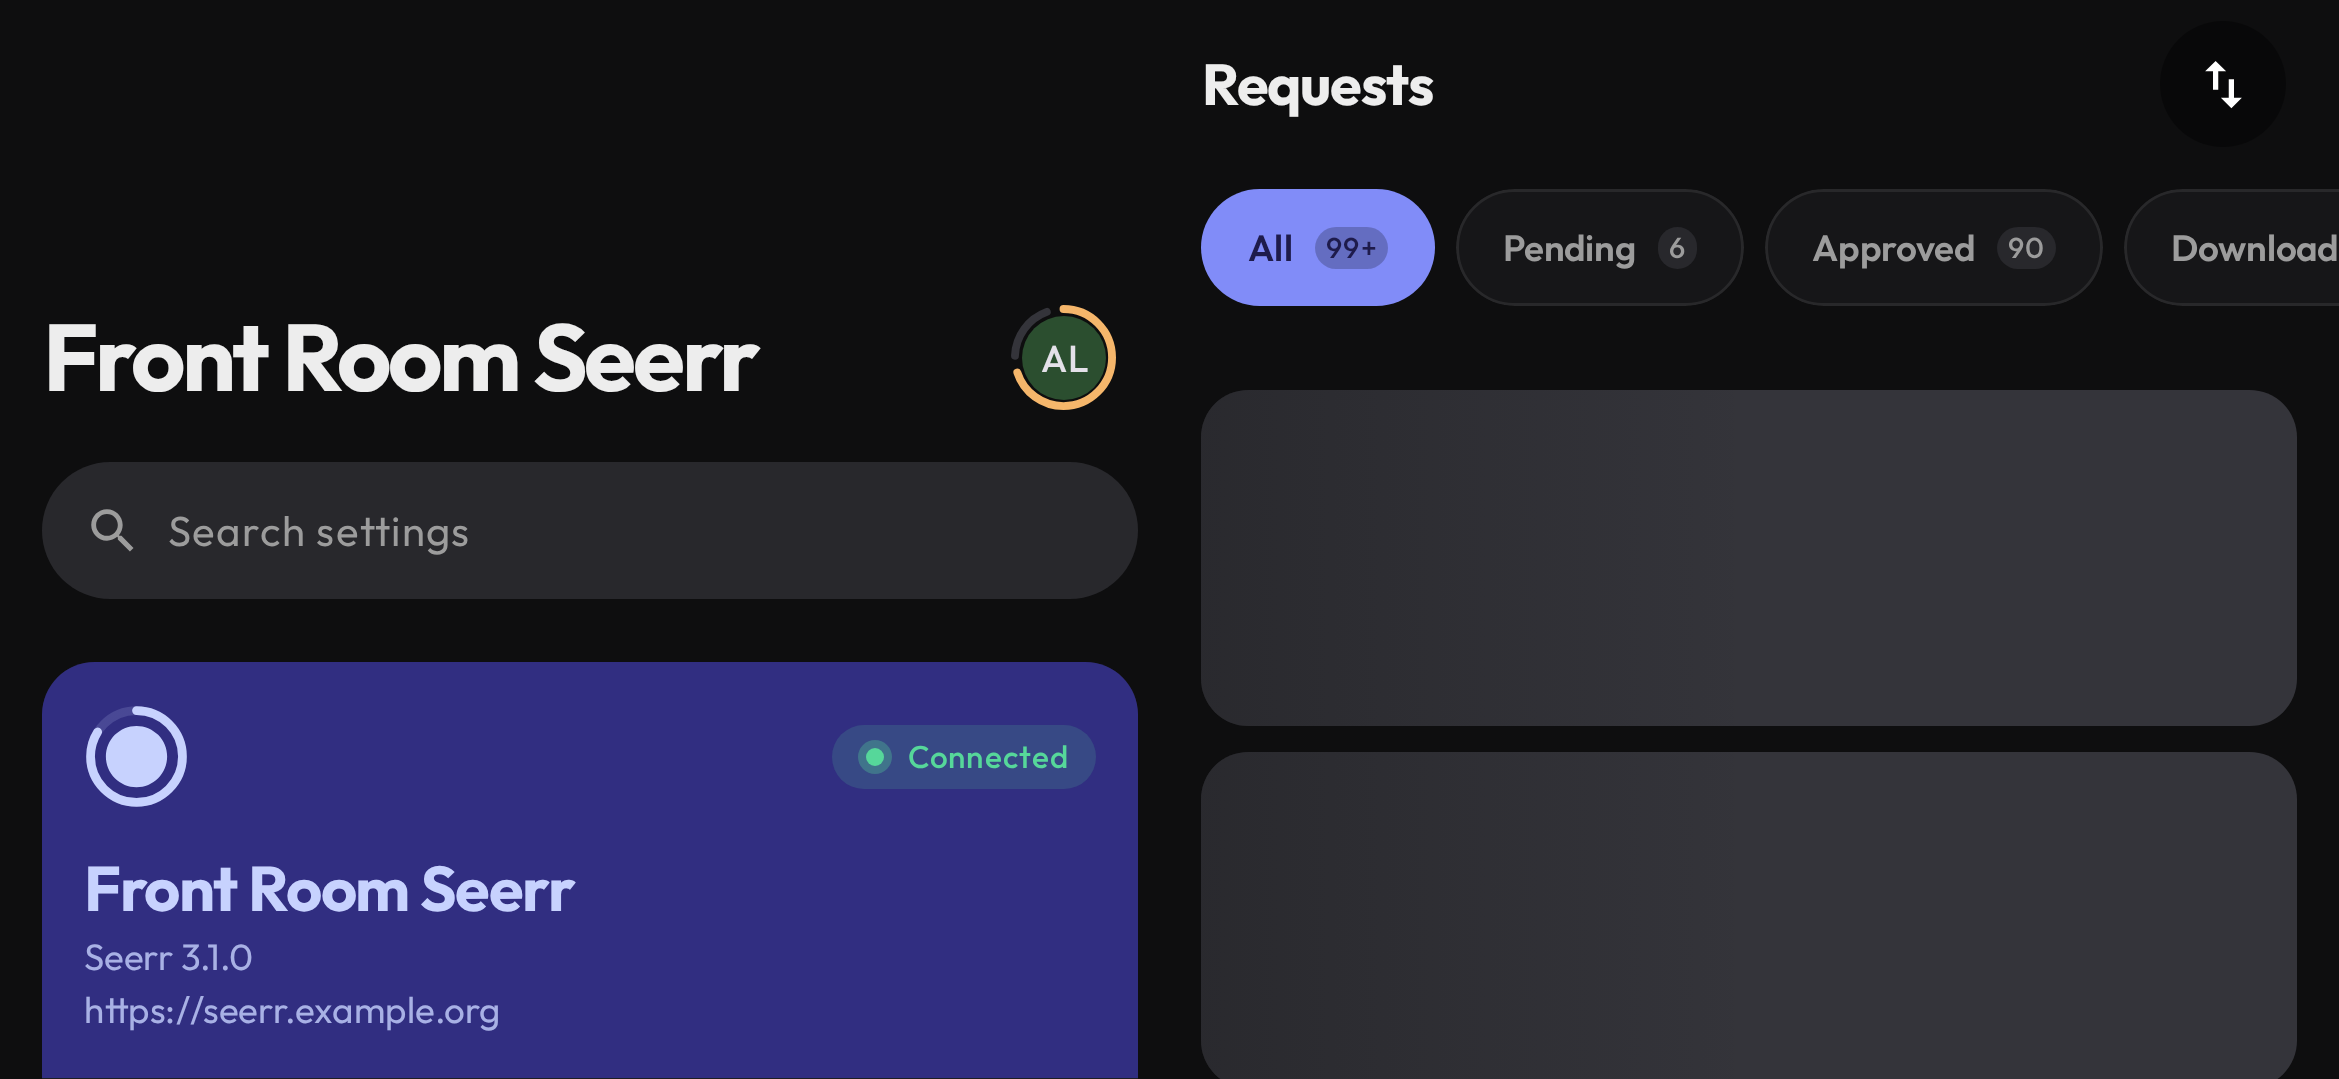 Front Room Seerr
AL
Search settings
Connected
Front Room Seerr
Seerr 3.1.0
https://seerr.example.org
Requests
All 99+
Pending 6
Approved 90
Download